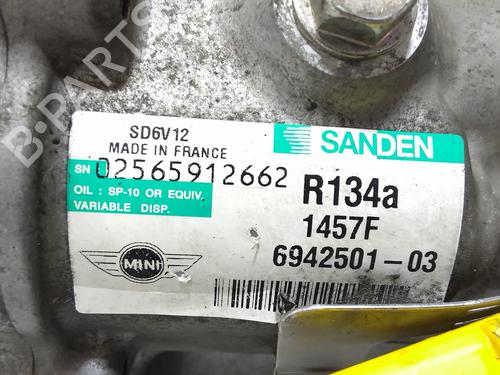 SD6V12
MADE IN FRANCE
SN 02565912662
OIL : SP-10 OR EQUIV.
VARIABLE DISP.
MINI
SANDEN
R134a
1457F
6942501-03
B-PARTS